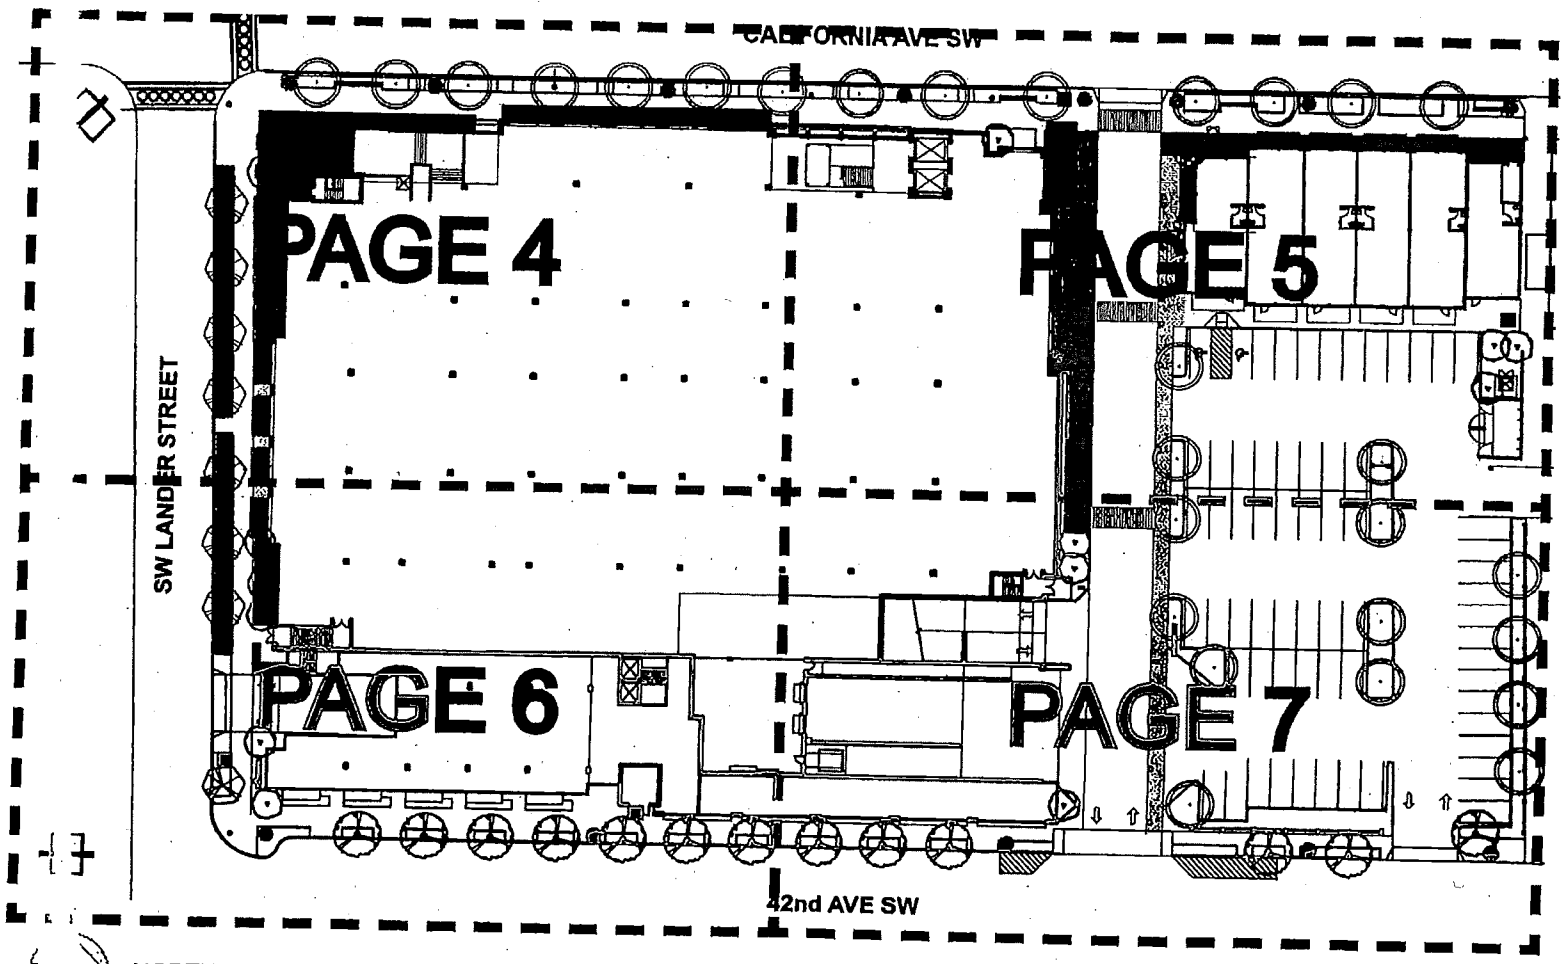 CALIFORNIA AVE SW
PAGE 4
PAGE 5
SW LANDER STREET
PAGE 6
PAGE 7
42nd AVE SW